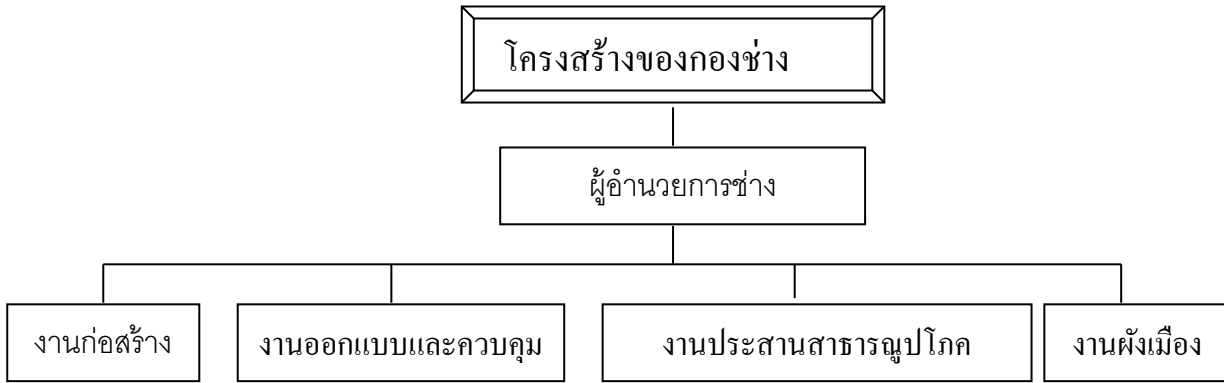 โครงสร้างของกองช่าง
ผู้อำนวยการช่าง
งานก่อสร้าง
งานออกแบบและควบคุม
งานประสานสาธารณูปโภค
งานผังเมือง